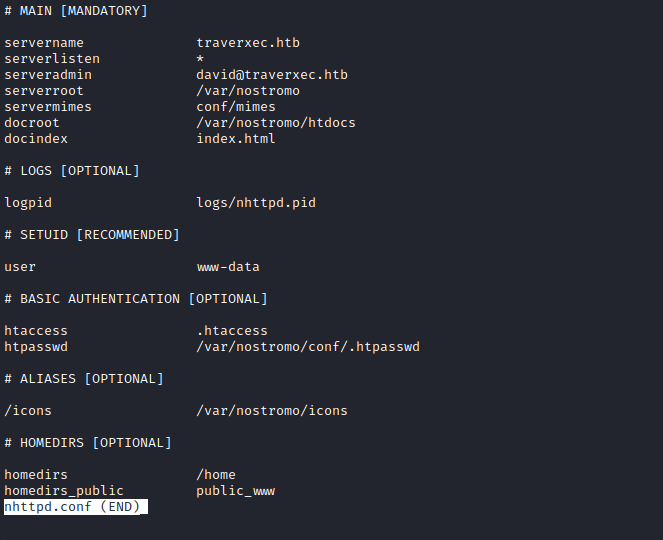 # MAIN [MANDATORY]
servername traverxec.htb
serverlisten *
serveradmin david@traverxec.htb
serverroot /var/nostromo
servermimes conf/mimes
docroot /var/nostromo/htdocs
docindex index.html
# LOGS [OPTIONAL]
logpid logs/nhttpd.pid
# SETUID [RECOMMENDED]
user www-data
# BASIC AUTHENTICATION [OPTIONAL]
htaccess .htaccess
htpasswd /var/nostromo/conf/.htpasswd
# ALIASES [OPTIONAL]
/icons /var/nostromo/icons
# HOMEDIRS [OPTIONAL]
homedirs /home
homedirs_public public_www
nhttpd.conf (END)